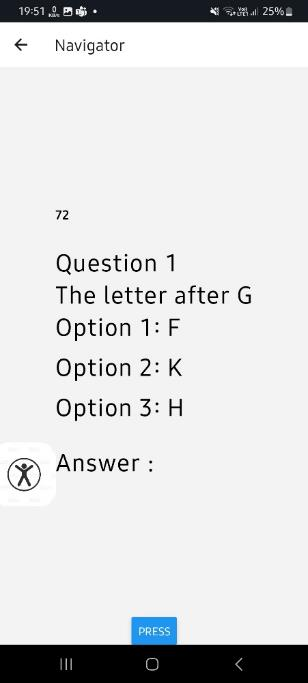 19:51
25%
Navigator
72
Question 1
The letter after G
Option 1: F
Option 2: K
Option 3: H
Answer :
PRESS